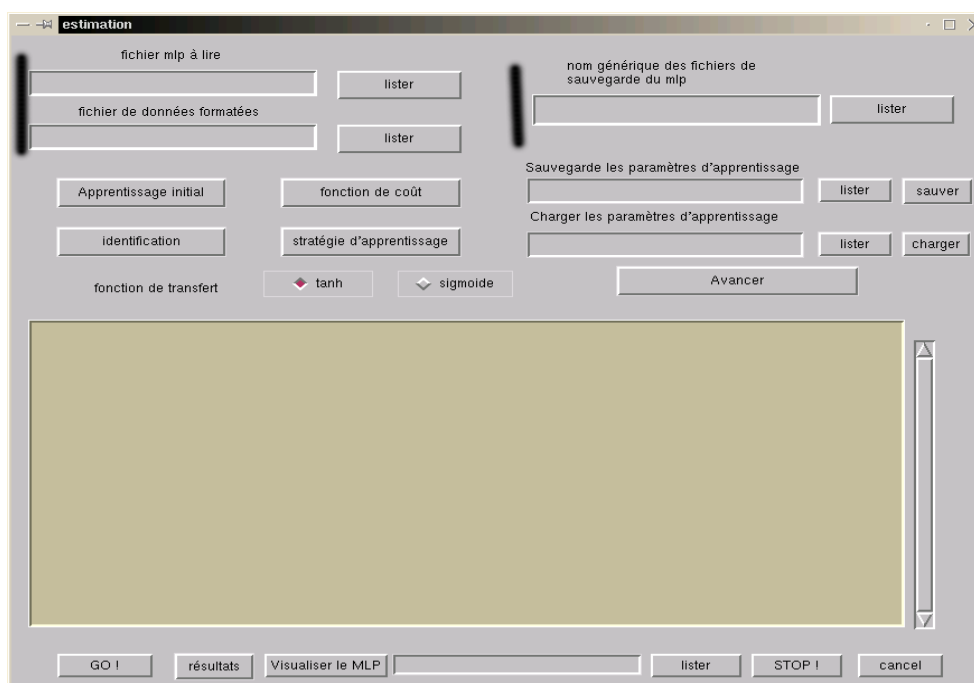 estimation
fichier mlp à lire
lister
fichier de données formatées
lister
nom générique des fichiers de
sauvegarde du mlp
lister
Sauvegarde les paramètres d'apprentissage
lister sauver
Charger les paramètres d'apprentissage
lister charger
Apprentissage initial fonction de coût
identification stratégie d'apprentissage
fonction de transfert tanh sigmoide
Avancer
GO ! résultats Visualiser le MLP lister STOP ! cancel